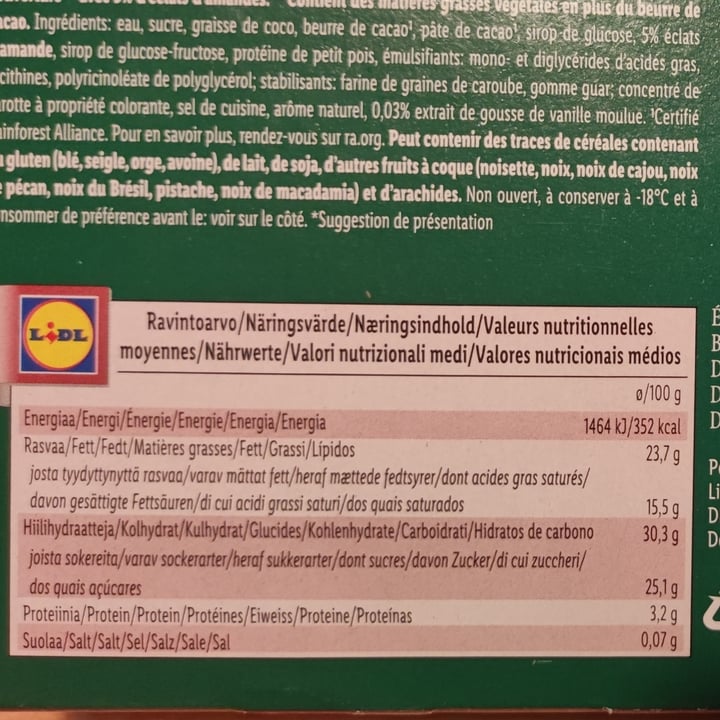 Contient des matières grasses végétales en plus du beurre de
cacao. Ingrédients: eau, sucre, graisse de coco, beurre de cacao¹, pâte de cacao¹, sirop de glucose, 5% éclats
amande, sirop de glucose-fructose, protéine de petit pois, émulsifiants: mono- et diglycérides d'acides gras,
cithines, polyricinoléate de polyglycérol; stabilisants: farine de graines de caroube, gomme guar; concentré de
rotte à propriété colorante, sel de cuisine, arôme naturel, 0,03% extrait de gousse de vanille moulue. ¹Certifié
ainforest Alliance. Pour en savoir plus, rendez-vous sur ra.org. Peut contenir des traces de céréales contenant
gluten (blé, seigle, orge, avoine), de lait, de soja, d'autres fruits à coque (noisette, noix, noix de cajou, noix
pécan, noix du Brésil, pistache, noix de macadamia) et d'arachides. Non ouvert, à conserver à -18°C et à
nsommer de préférence avant le: voir sur le côté. *Suggestion de présentation
LIDL
Ravintoarvo/Näringsvärde/Næringsindhold/Valeurs nutritionnelles
moyennes/Nährwerte/Valori nutrizionali medi/Valores nutricionais médios
ø/100 g
Energiaa/Energi/Énergie/Energie/Energia/Energia 1464 kJ/352 kcal
Rasvaa/Fett/Fedt/Matières grasses/Fett/Grassi/Lípidos 23,7 g
josta tyydyttynyttä rasvaa/varav mättat fett/heraf mættede fedtsyrer/dont acides gras saturés/
davon gesättigte Fettsäuren/di cui acidi grassi saturi/dos quais saturados 15,5 g
Hiilihydraatteja/Kolhydrat/Kulhydrat/Glucides/Kohlenhydrate/Carboidrati/Hidratos de carbono 30,3 g
joista sokereita/varav sockerarter/heraf sukkerarter/dont sucres/davon Zucker/di cui zuccheri/
dos quais açúcares 25,1 g
Proteiinia/Protein/Protein/Protéines/Eiweiss/Proteine/Proteínas 3,2 g
Suolaa/Salt/Salt/Sel/Salz/Sale/Sal 0,07 g